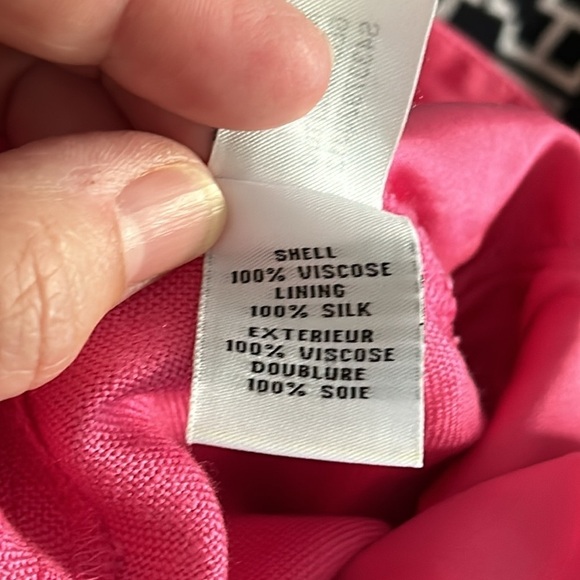 SHELL
100% VISCOSE
LINING
100% SILK
EXTERIEUR
100% VISCOSE
DOUBLURE
100% SOIE